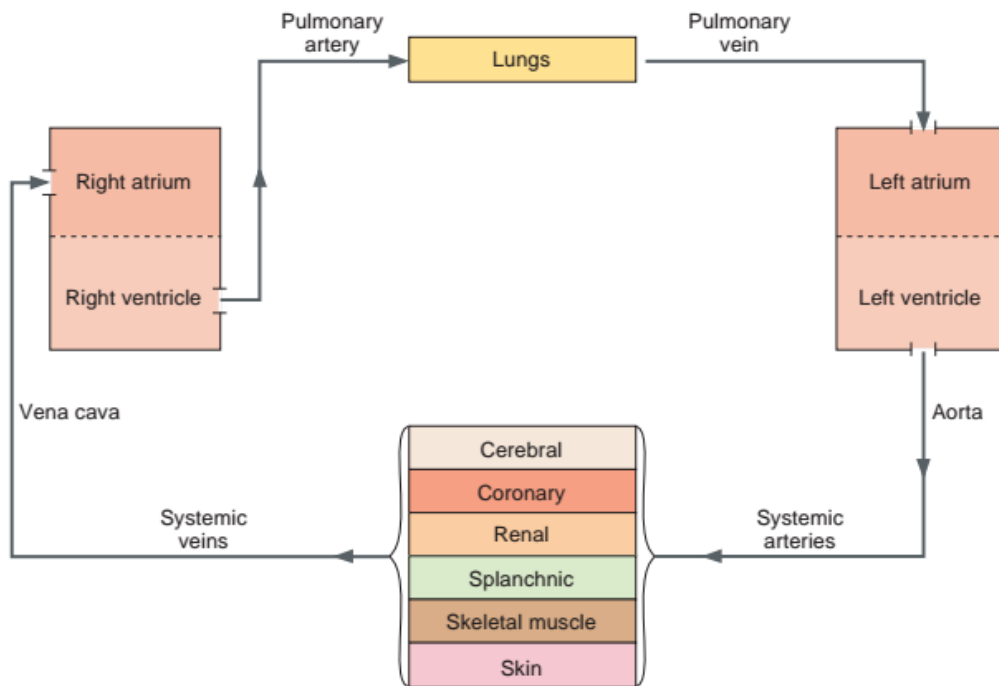 Pulmonary
artery
Lungs
Pulmonary
vein
Right atrium
Left atrium
Right ventricle
Left ventricle
Vena cava
Aorta
Cerebral
Coronary
Systemic
veins
Renal
Systemic
arteries
Splanchnic
Skeletal muscle
Skin